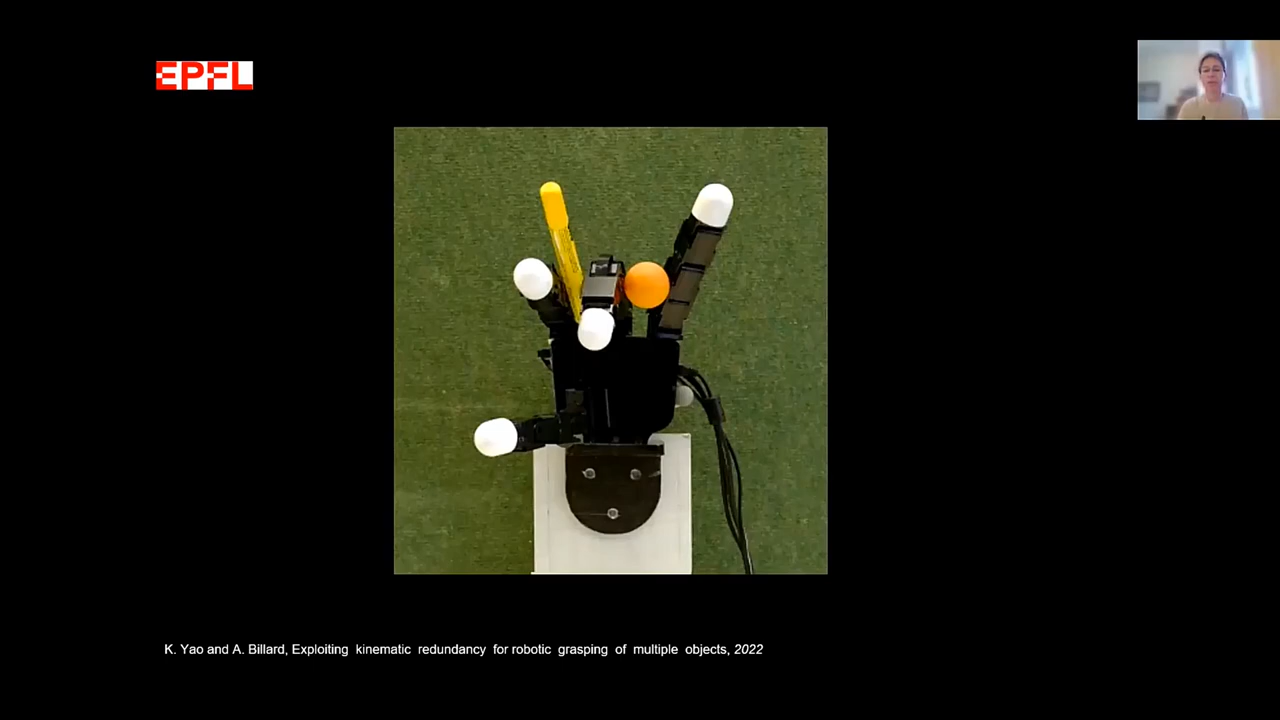 EPFL
K. Yao and A. Billard, Exploiting kinematic redundancy for robotic grasping of multiple objects, 2022